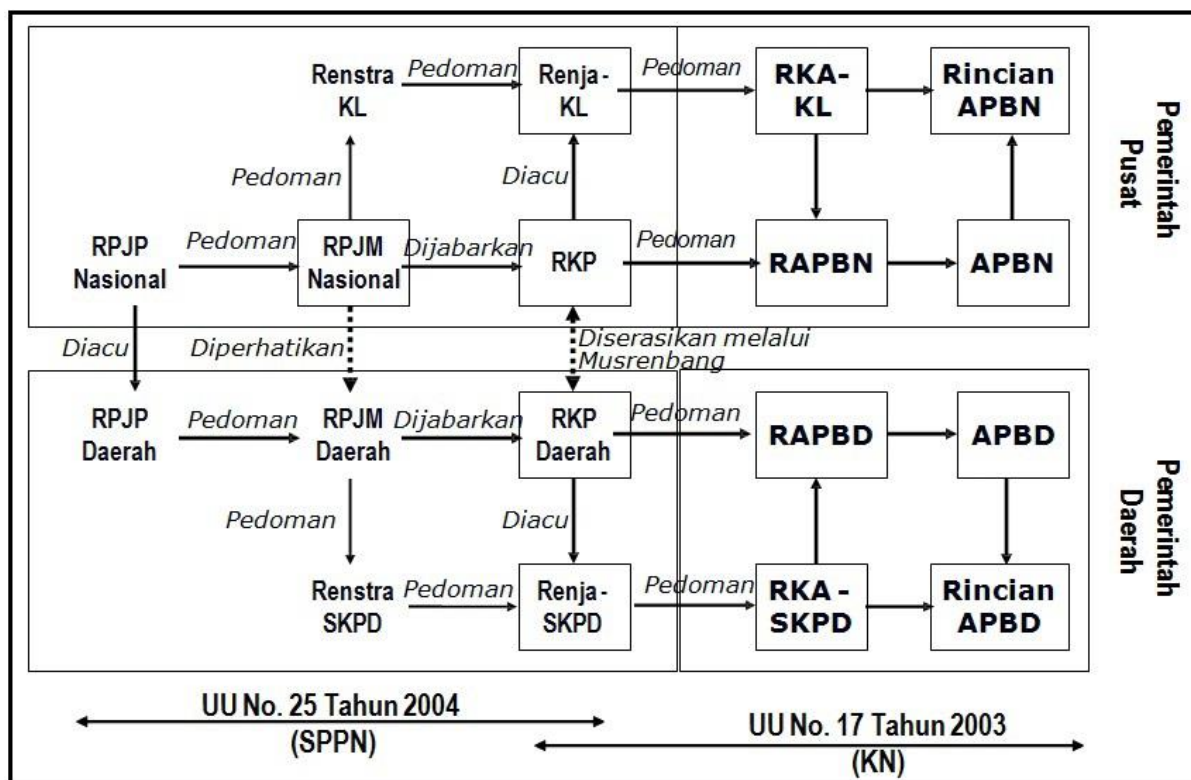 Renstra
KL
Pedoman
Renja-
KL
Pedoman
RKA-
KL
Rincian
APBN
Pemerintah
Pusat
Pedoman
Diacu
RPJP
Nasional
Pedoman
RPJM
Nasional
Dijabarkan
RKP
Pedoman
RAPBN
APBN
Diacu
Diperhatikan
Diserasikan melalui
Musrenbang
RPJP
Daerah
Pedoman
RPJM
Daerah
Dijabarkan
RKP
Daerah
Pedoman
RAPBD
APBD
Pemerintah
Daerah
Pedoman
Diacu
Renstra
SKPD
Pedoman
Renja-
SKPD
Pedoman
RKA -
SKPD
Rincian
APBD
UU No. 25 Tahun 2004
(SPPN)
UU No. 17 Tahun 2003
(KN)